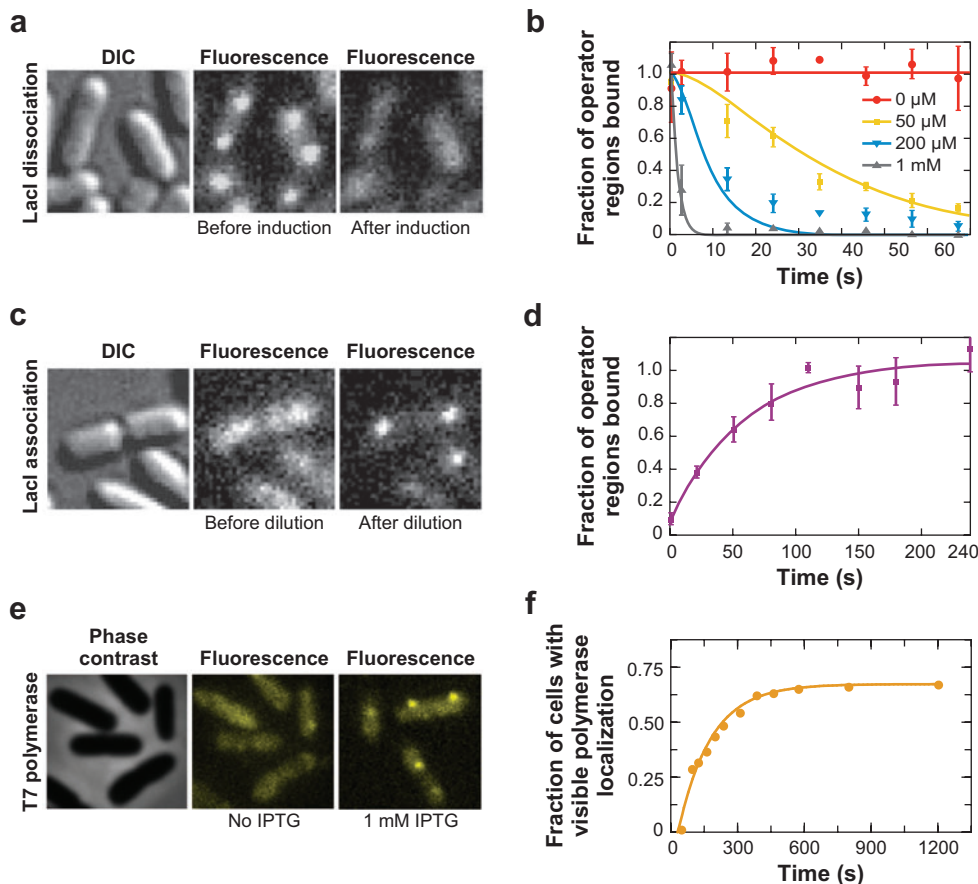 a
DIC
Fluorescence
Fluorescence
LacI dissociation
Before induction
After induction
b
Fraction of operator
regions bound
1.0
0.8
0.6
0.4
0.2
0
0 µM
50 µM
200 µM
1 mM
0 10 20 30 40 50 60
Time (s)
c
DIC
Fluorescence
Fluorescence
LacI association
Before dilution
After dilution
d
Fraction of operator
regions bound
1.0
0.8
0.6
0.4
0.2
0
0 50 100 150 200 240
Time (s)
e
Phase
contrast
Fluorescence
Fluorescence
T7 polymerase
No IPTG
1 mM IPTG
f
Fraction of cells with
visible polymerase
localization
0.75
0.50
0.25
0
0 300 600 900 1200
Time (s)